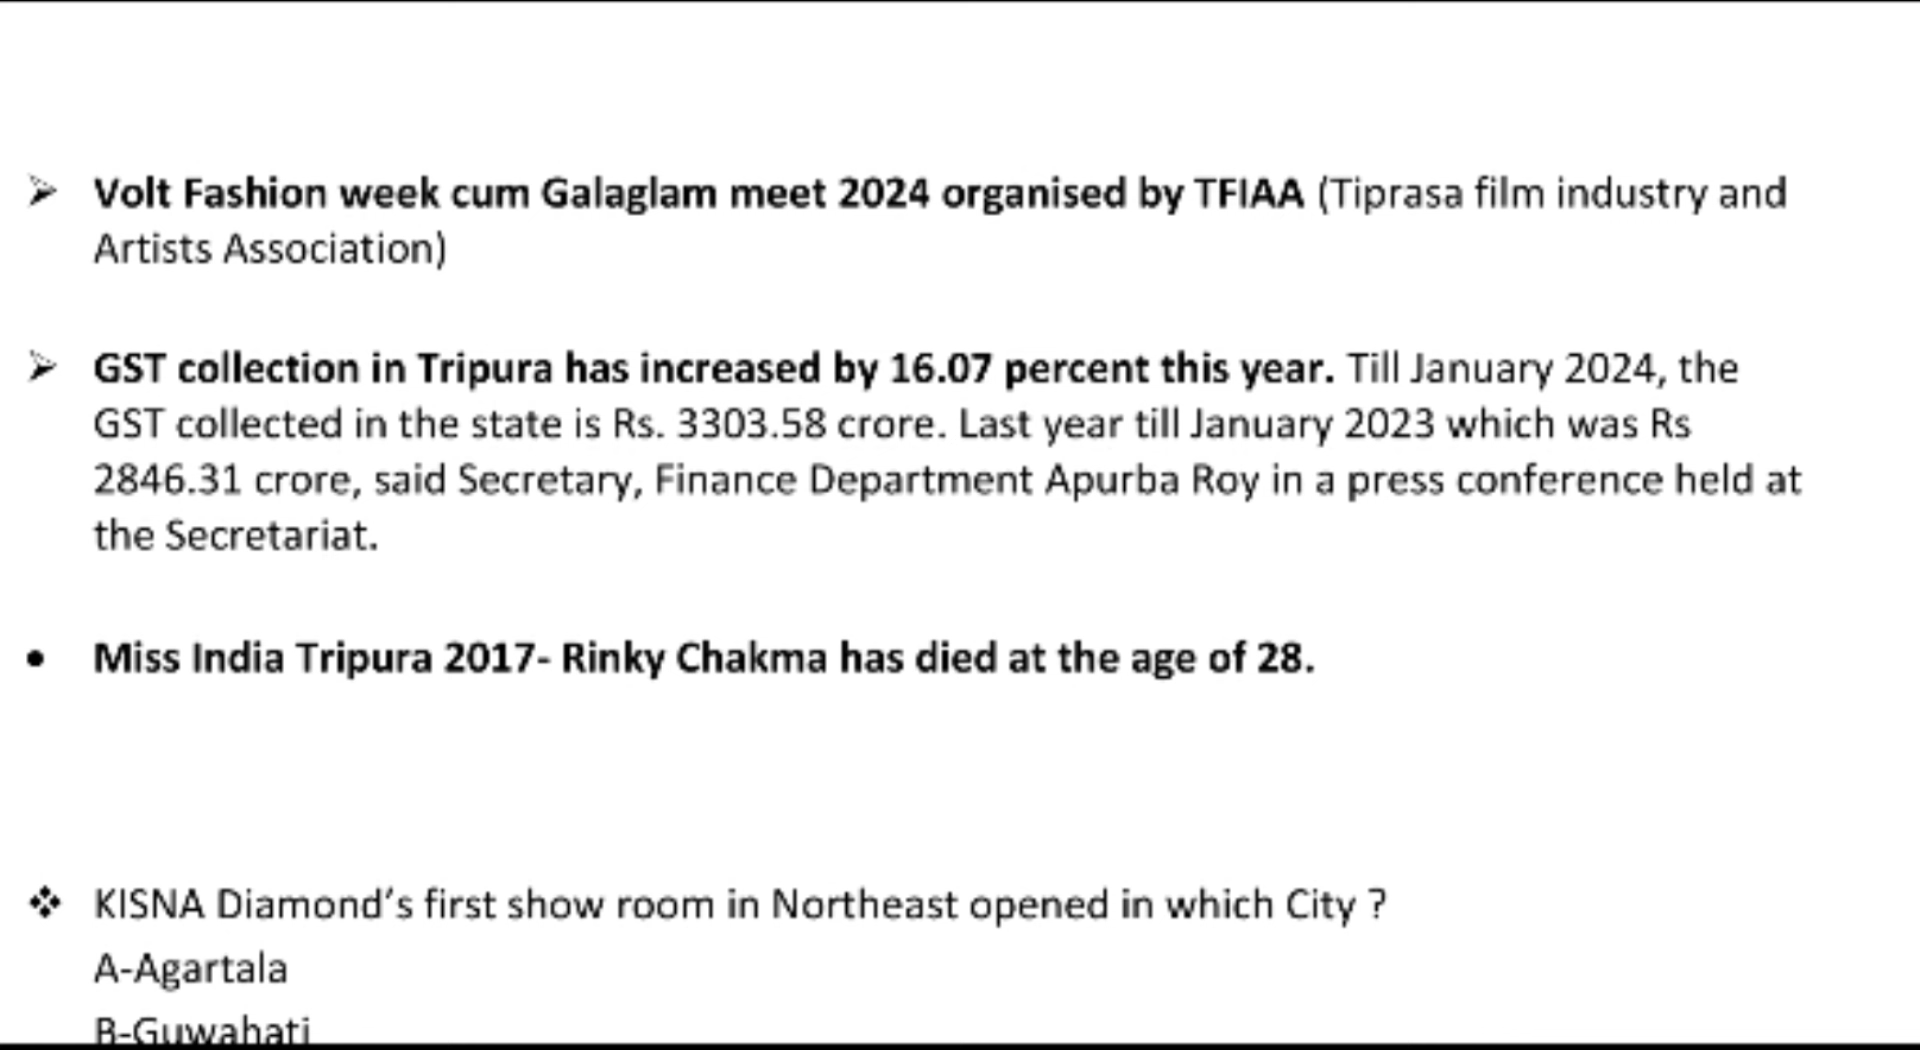 ➢ Volt Fashion week cum Galaglam meet 2024 organised by TFIAA (Tiprasa film industry and
Artists Association)
➢ GST collection in Tripura has increased by 16.07 percent this year. Till January 2024, the
GST collected in the state is Rs. 3303.58 crore. Last year till January 2023 which was Rs
2846.31 crore, said Secretary, Finance Department Apurba Roy in a press conference held at
the Secretariat.
• Miss India Tripura 2017- Rinky Chakma has died at the age of 28.
❖ KISNA Diamond’s first show room in Northeast opened in which City ?
A-Agartala
B-Guwahati